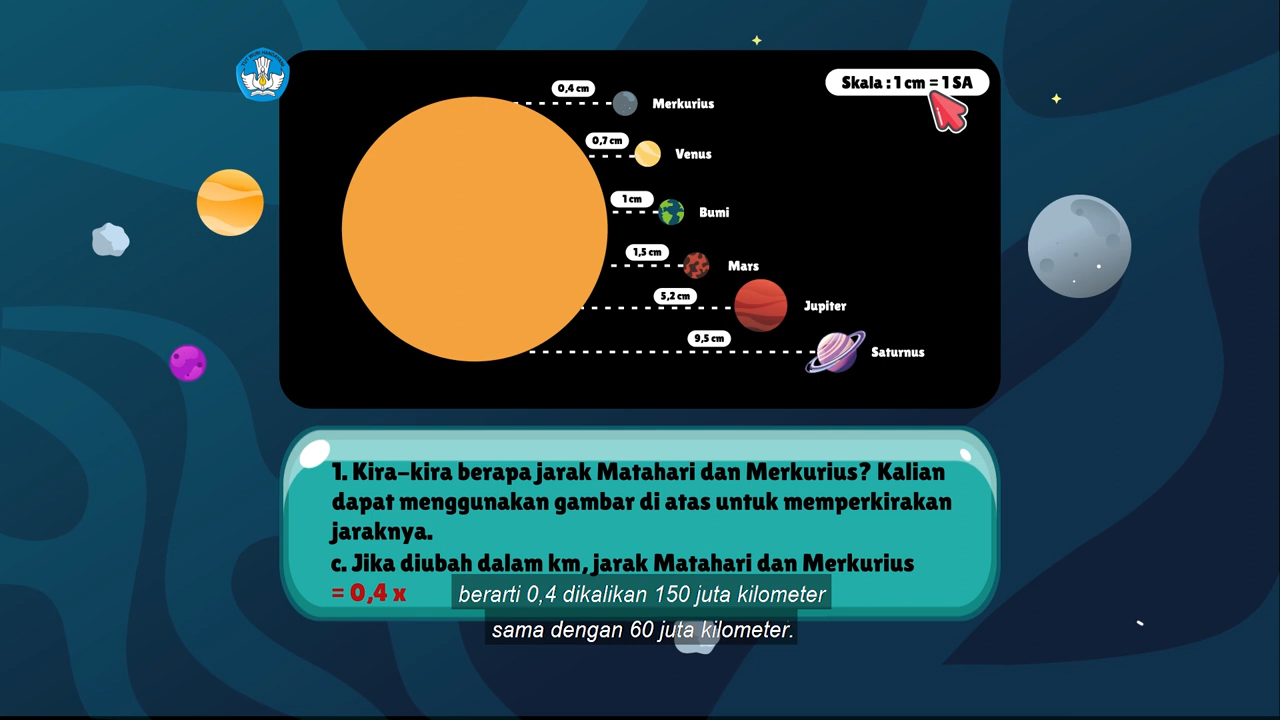 Skala : 1 cm = 1 SA
0,4 cm
Merkurius
0,7 cm
Venus
1 cm
Bumi
1,5 cm
Mars
5,2 cm
Jupiter
9,5 cm
Saturnus
1. Kira-kira berapa jarak Matahari dan Merkurius? Kalian
dapat menggunakan gambar di atas untuk memperkirakan
jaraknya.
c. Jika diubah dalam km, jarak Matahari dan Merkurius
= 0,4 x
berarti 0,4 dikalikan 150 juta kilometer
sama dengan 60 juta kilometer.